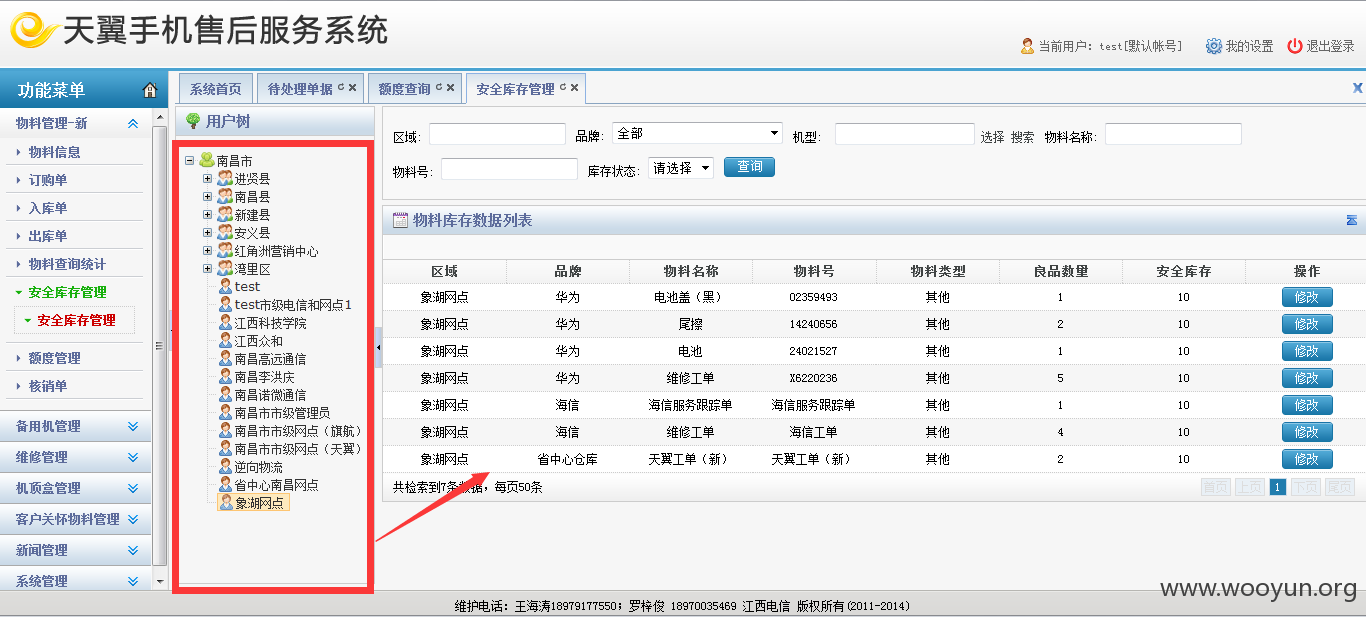 天翼手机售后服务系统
当前用户: test[默认帐号] 我的设置 退出登录
功能菜单
系统首页 待处理单据 额度查询 安全库存管理
物料管理-新
物料信息
订购单
入库单
出库单
物料查询统计
安全库存管理
安全库存管理
额度管理
核销单
备用机管理
维修管理
机顶盒管理
客户关怀物料管理
新闻管理
系统管理
用户树
南昌市
进贤县
南昌县
新建县
安义县
红角洲营销中心
湾里区
test
test市级电信和网点1
江西科技学院
江西众和
南昌高远通信
南昌李洪庆
南昌诺微通信
南昌市市级管理员
南昌市市级网点（旗航）
南昌市市级网点（天翼）
逆向物流
省中心南昌网点
象湖网点
区域: 品牌: 全部 机型: 选择 搜索 物料名称:
物料号: 库存状态: 请选择 查询
物料库存数据列表
区域 品牌 物料名称 物料号 物料类型 良品数量 安全库存 操作
象湖网点 华为 电池盖（黑） 02359493 其他 1 10 修改
象湖网点 华为 尾擦 14240656 其他 2 10 修改
象湖网点 华为 电池 24021527 其他 1 10 修改
象湖网点 华为 维修工单 X6220236 其他 5 10 修改
象湖网点 海信 海信服务跟踪单 海信服务跟踪单 其他 1 10 修改
象湖网点 海信 维修工单 海信工单 其他 4 10 修改
象湖网点 省中心仓库 天翼工单（新） 天翼工单（新） 其他 2 10 修改
共检索到7条数据，每页50条 首页 上页 1 下页 尾页
www.wooyun.org
维护电话：王海涛18979177550；罗梓俊 18970035469 江西电信 版权所有(2011-2014)